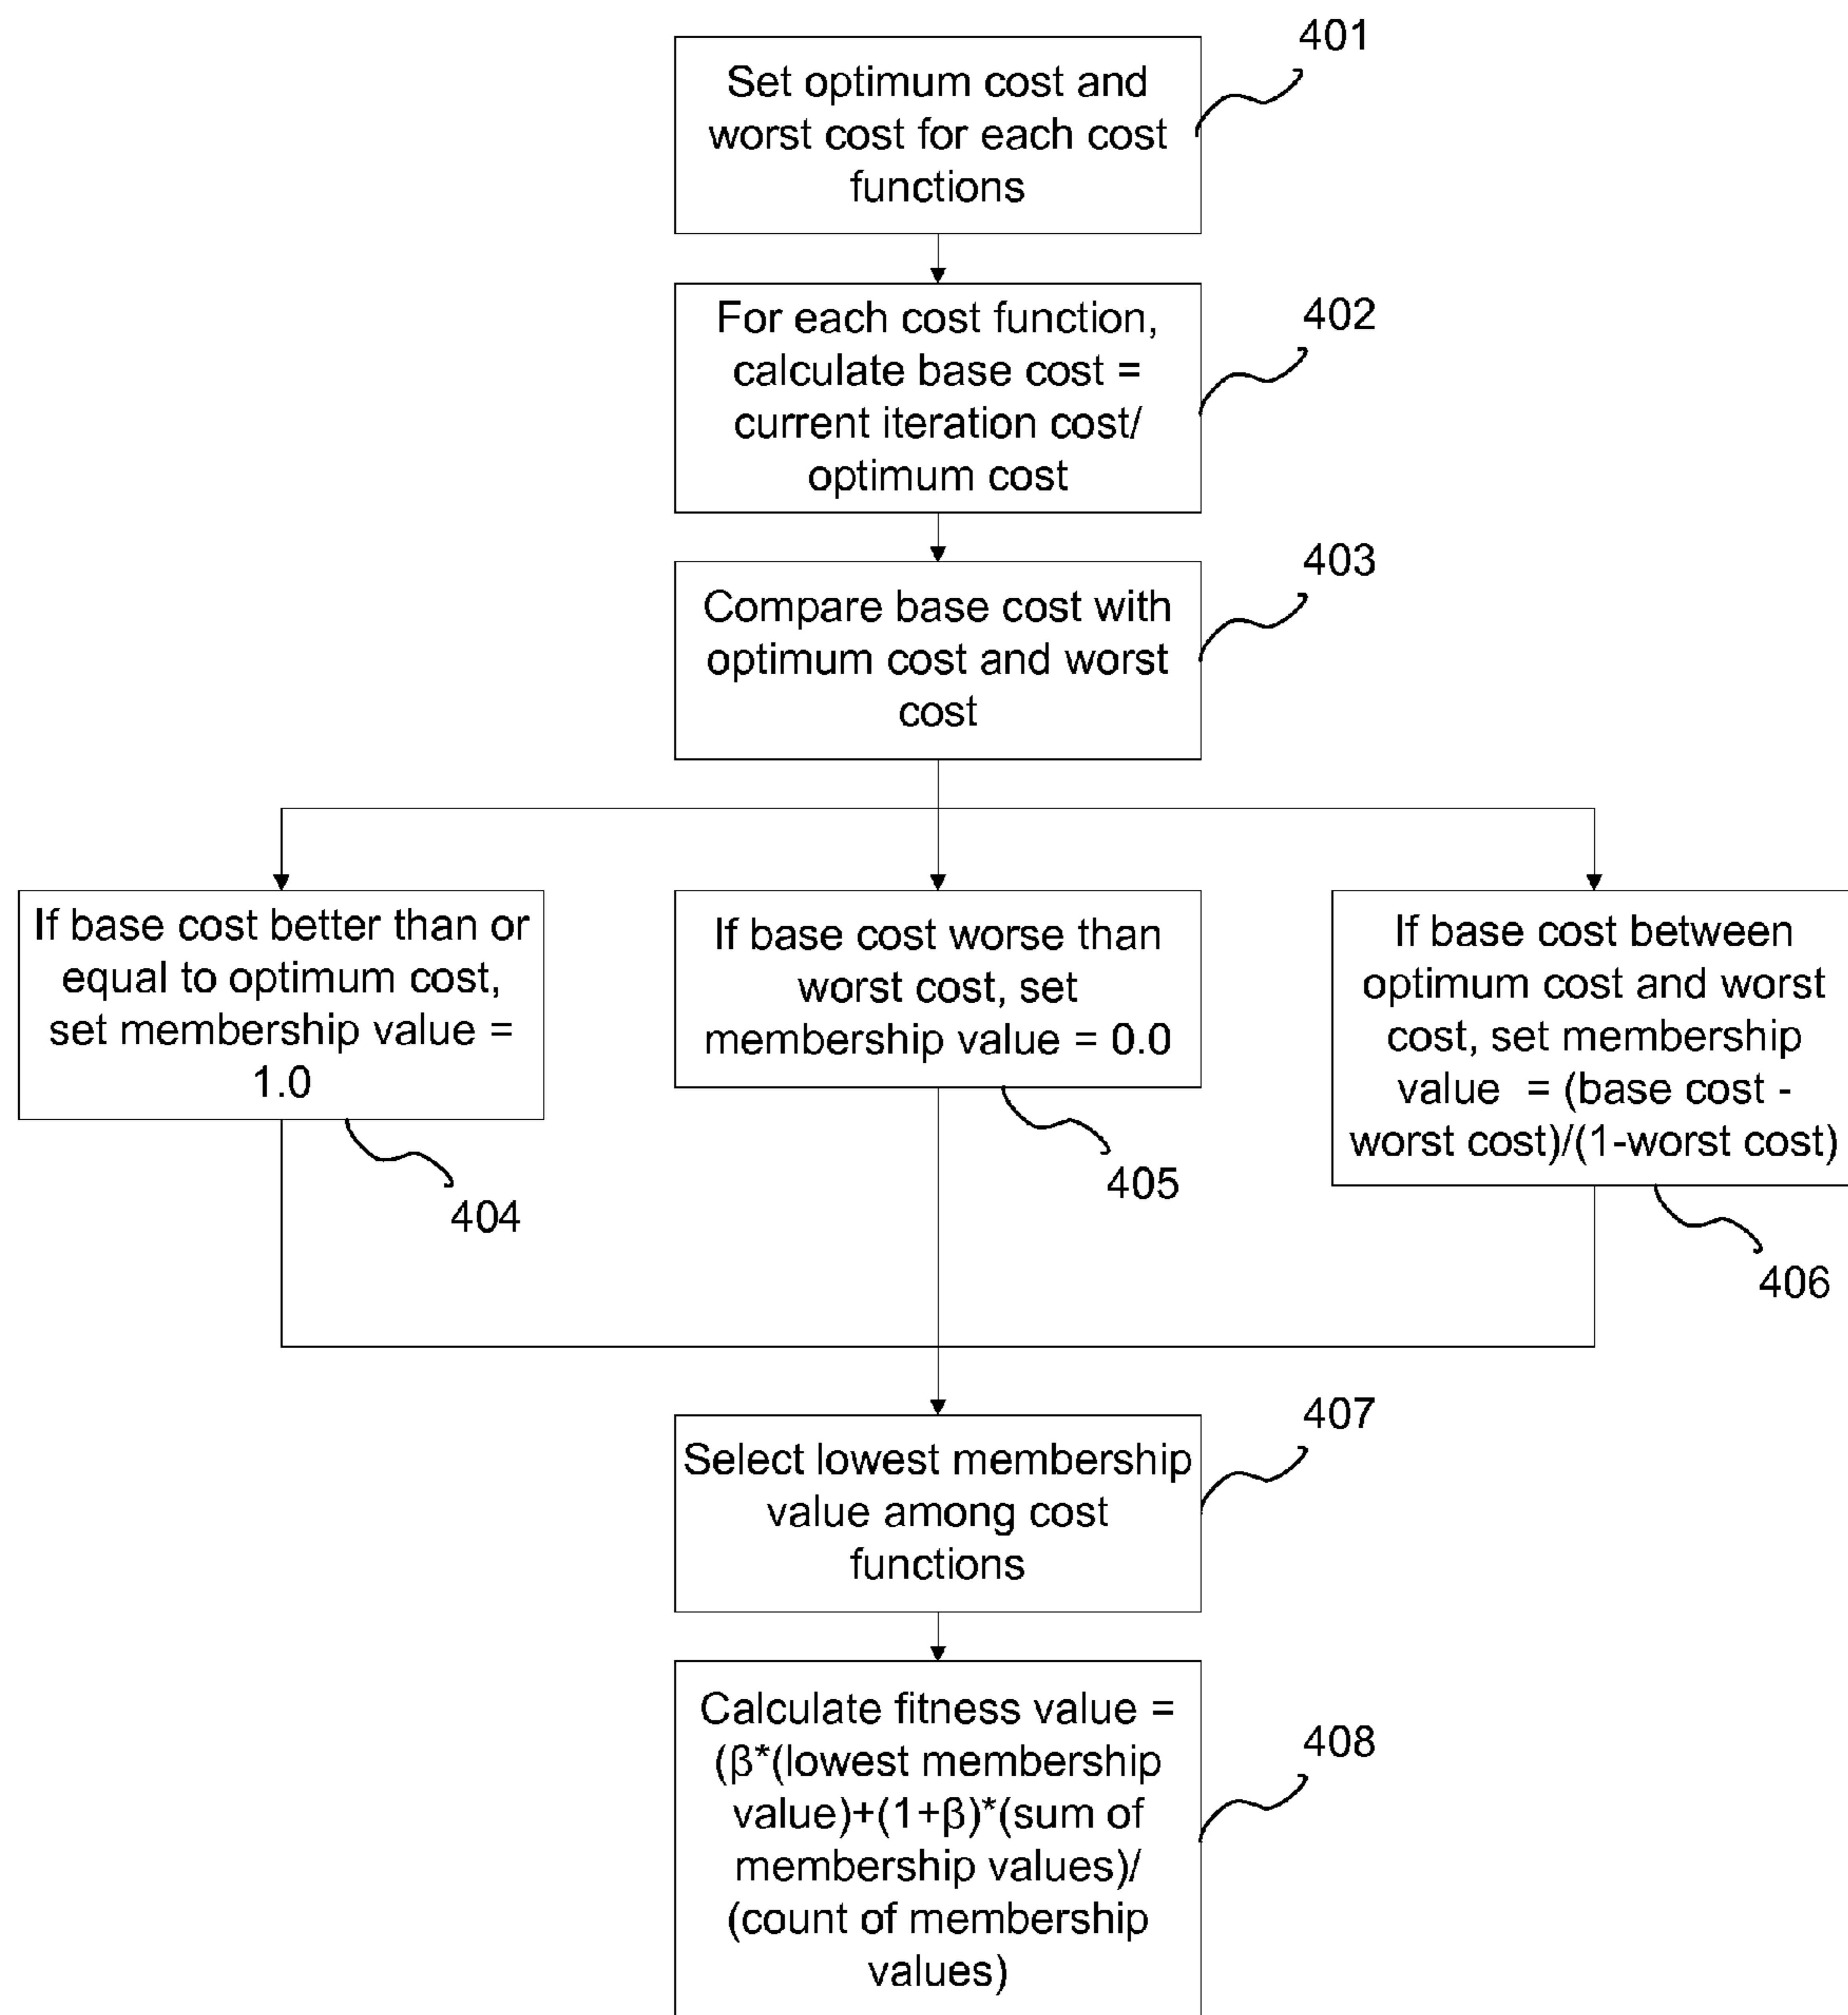 401
Set optimum cost and
worst cost for each cost
functions
402
For each cost function,
calculate base cost =
current iteration cost/
optimum cost
403
Compare base cost with
optimum cost and worst
cost
If base cost better than or
equal to optimum cost,
set membership value =
1.0
404
If base cost worse than
worst cost, set
membership value = 0.0
405
If base cost between
optimum cost and worst
cost, set membership
value = (base cost -
worst cost)/(1-worst cost)
406
407
Select lowest membership
value among cost
functions
408
Calculate fitness value =
(β*(lowest membership
value)+(1+β)*(sum of
membership values)/
(count of membership
values)